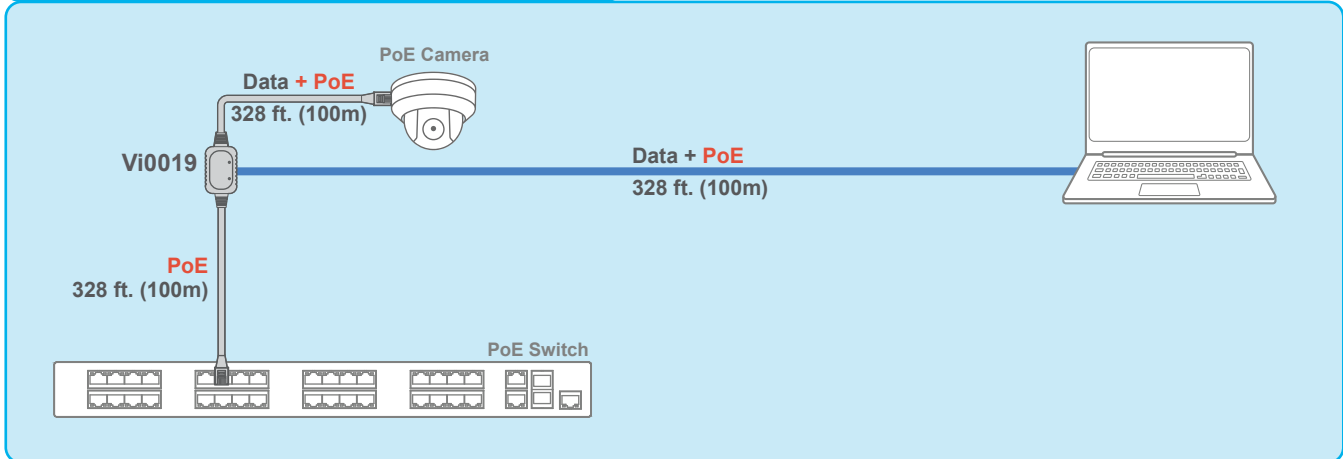 PoE Camera
Data + PoE
328 ft. (100m)
Vi0019
Data + PoE
328 ft. (100m)
PoE
328 ft. (100m)
PoE Switch